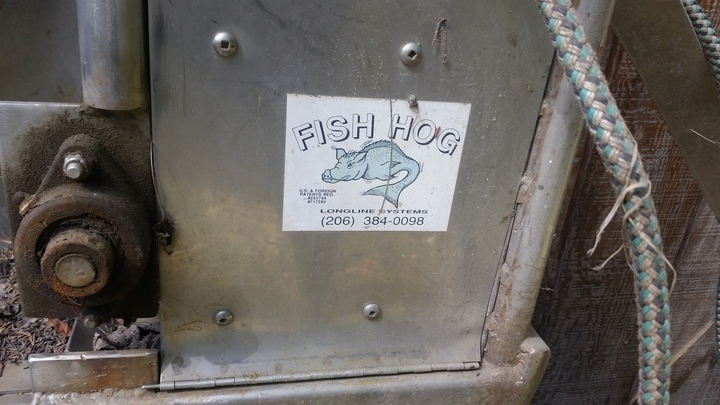 FISH HOG
U.S. & FOREIGN
PATENTS REG.
LONGLINE SYSTEMS
(206) 384-0098